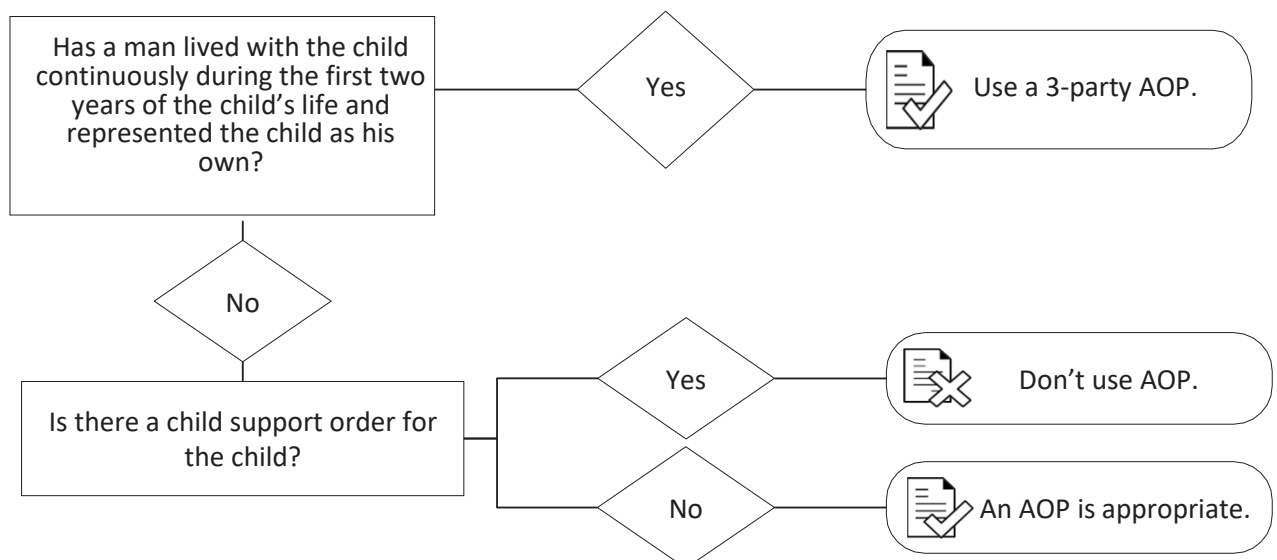 Has a man lived with the child
continuously during the first two
years of the child’s life and
represented the child as his
own?
Yes
Use a 3-party AOP.
No
Is there a child support order for
the child?
Yes
Don’t use AOP.
No
An AOP is appropriate.